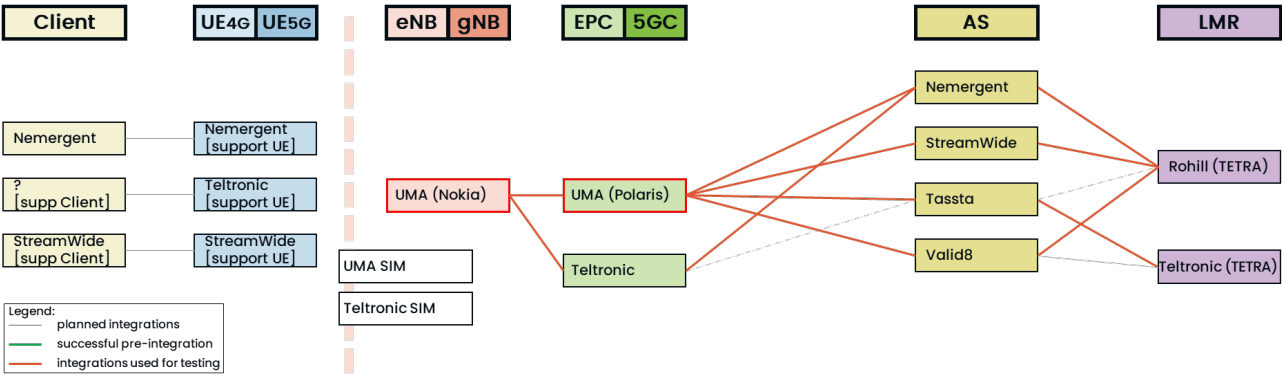 Client
UE4G UE5G
eNB gNB
EPC 5GC
AS
LMR
Nemergent
Nemergent
[support UE]
?
[supp Client]
Teltronic
[support UE]
StreamWide
[supp Client]
StreamWide
[support UE]
UMA (Nokia)
UMA (Polaris)
Teltronic
UMA SIM
Teltronic SIM
Nemergent
StreamWide
Tassta
Valid8
Rohill (TETRA)
Teltronic (TETRA)
Legend:
planned integrations
successful pre-integration
integrations used for testing